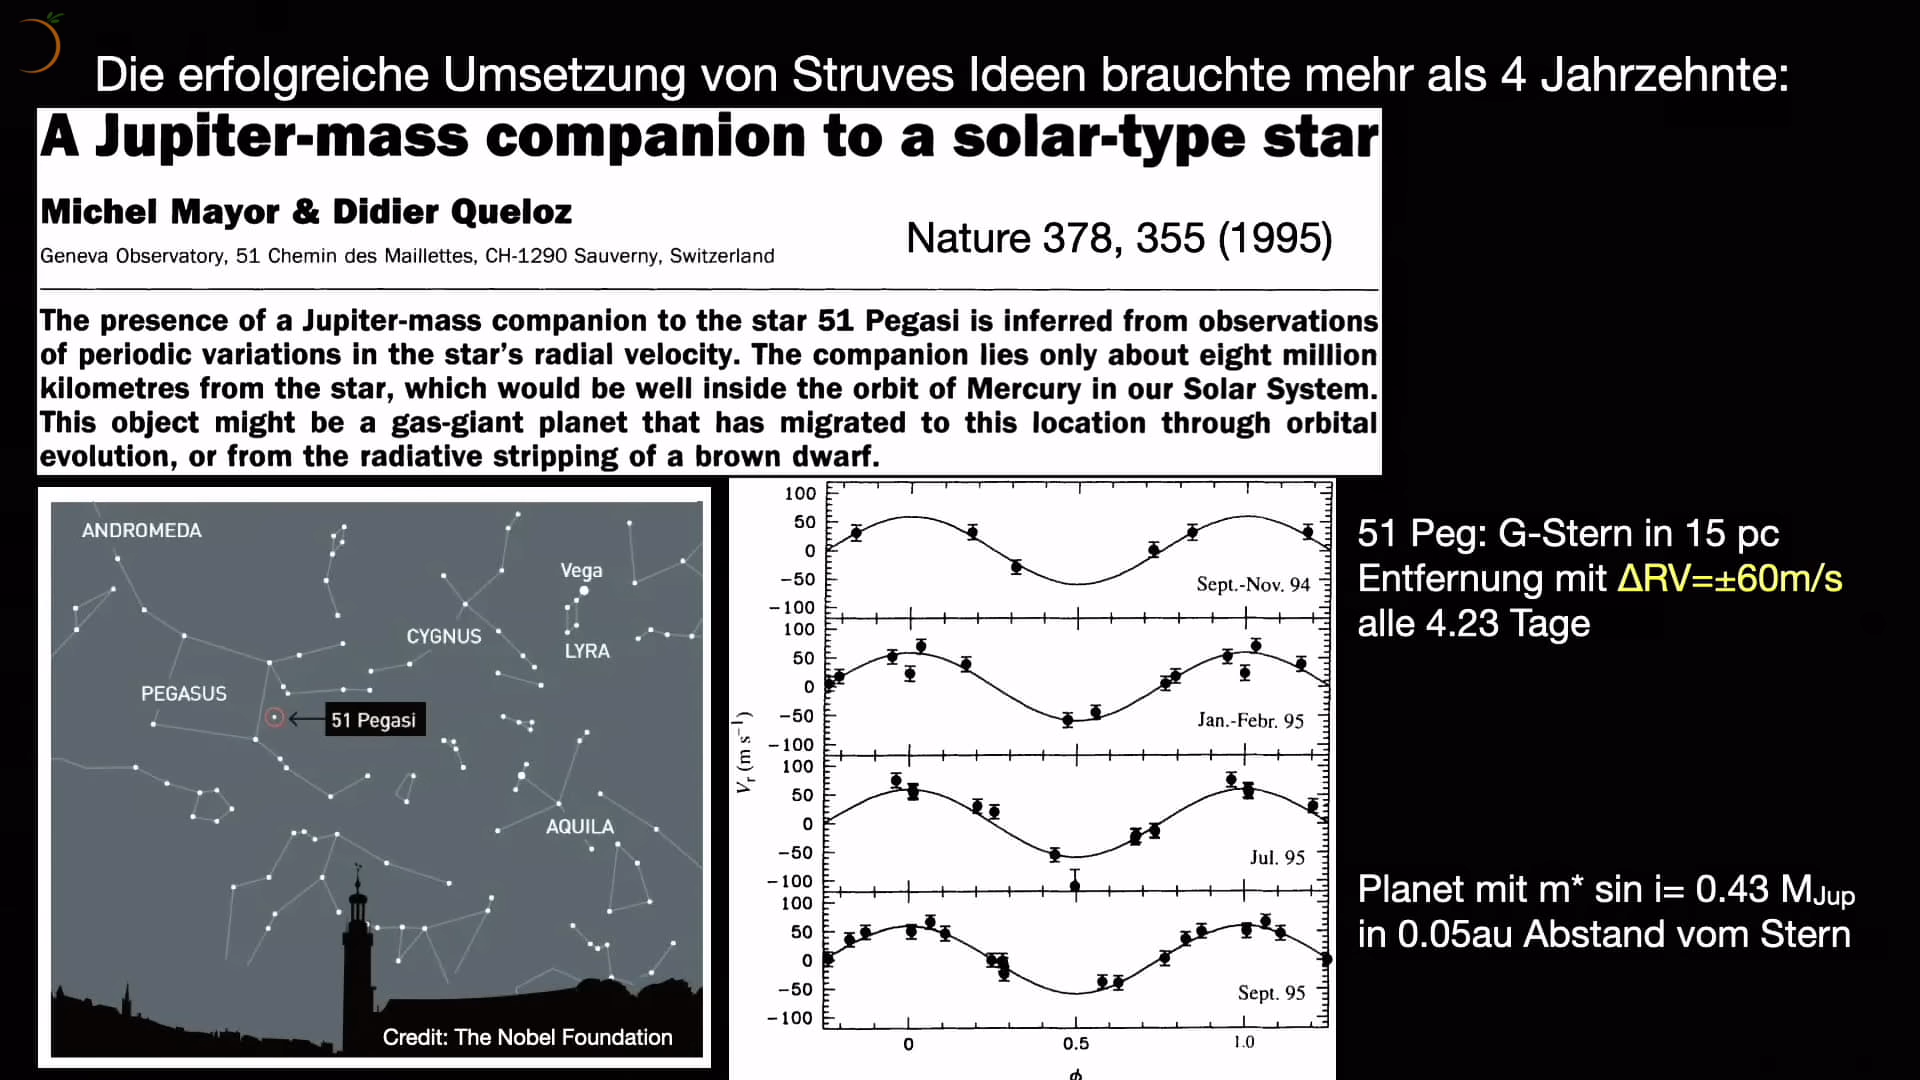 Die erfolgreiche Umsetzung von Struves Ideen brauchte mehr als 4 Jahrzehnte:
A Jupiter-mass companion to a solar-type star
Michel Mayor & Didier Queloz
Geneva Observatory, 51 Chemin des Maillettes, CH-1290 Sauverny, Switzerland
Nature 378, 355 (1995)
The presence of a Jupiter-mass companion to the star 51 Pegasi is inferred from observations
of periodic variations in the star's radial velocity. The companion lies only about eight million
kilometres from the star, which would be well inside the orbit of Mercury in our Solar System.
This object might be a gas-giant planet that has migrated to this location through orbital
evolution, or from the radiative stripping of a brown dwarf.
ANDROMEDA
Vega
CYGNUS
LYRA
PEGASUS
51 Pegasi
AQUILA
Credit: The Nobel Foundation
100
50
0
-50
-100
Sept.-Nov. 94
100
50
0
-50
-100
Jan.-Febr. 95
100
50
0
-50
-100
Jul. 95
100
50
0
-50
-100
Sept. 95
Vr (m s⁻¹)
0 0.5 1.0
ϕ
51 Peg: G-Stern in 15 pc
Entfernung mit ΔRV=±60m/s
alle 4.23 Tage
Planet mit m* sin i= 0.43 MJup
in 0.05au Abstand vom Stern